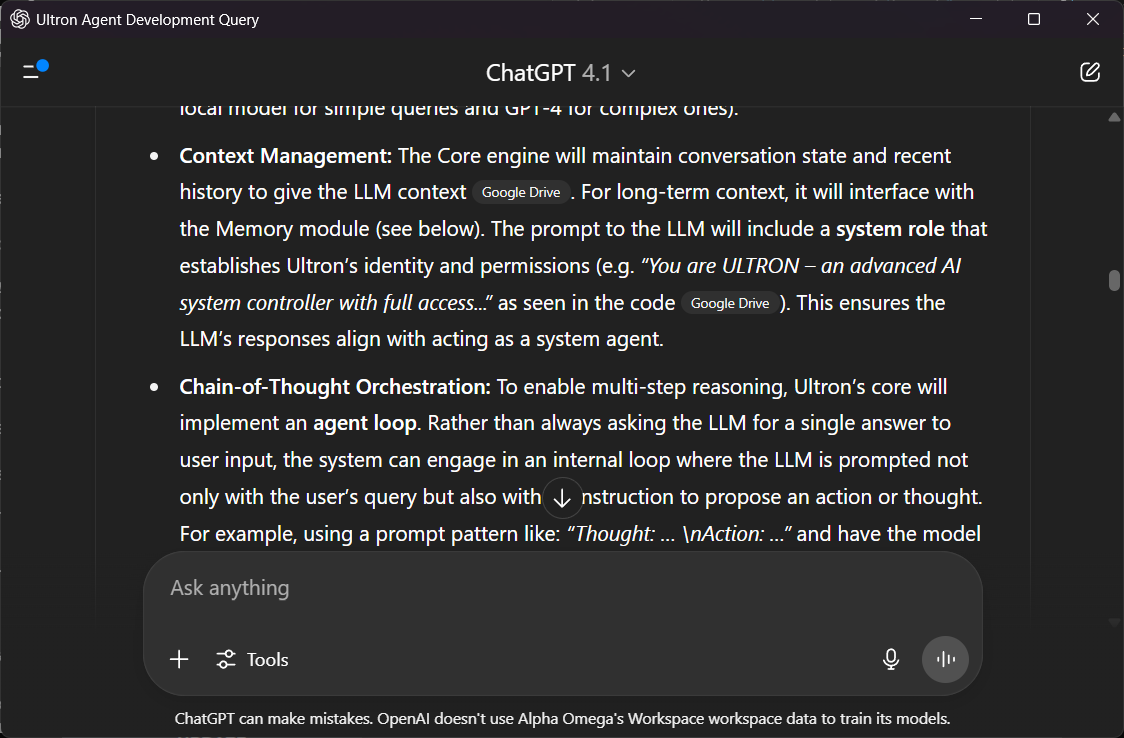 Ultron Agent Development Query
ChatGPT 4.1
local model for simple queries and GPT-4 for complex ones).
• Context Management: The Core engine will maintain conversation state and recent
history to give the LLM context Google Drive . For long-term context, it will interface with
the Memory module (see below). The prompt to the LLM will include a system role that
establishes Ultron’s identity and permissions (e.g. “You are ULTRON – an advanced AI
system controller with full access...” as seen in the code Google Drive ). This ensures the
LLM’s responses align with acting as a system agent.
• Chain-of-Thought Orchestration: To enable multi-step reasoning, Ultron’s core will
implement an agent loop. Rather than always asking the LLM for a single answer to
user input, the system can engage in an internal loop where the LLM is prompted not
only with the user’s query but also with nstruction to propose an action or thought.
For example, using a prompt pattern like: “Thought: ... \nAction: ...” and have the model
Ask anything
Tools
ChatGPT can make mistakes. OpenAI doesn't use Alpha Omega's Workspace workspace data to train its models.